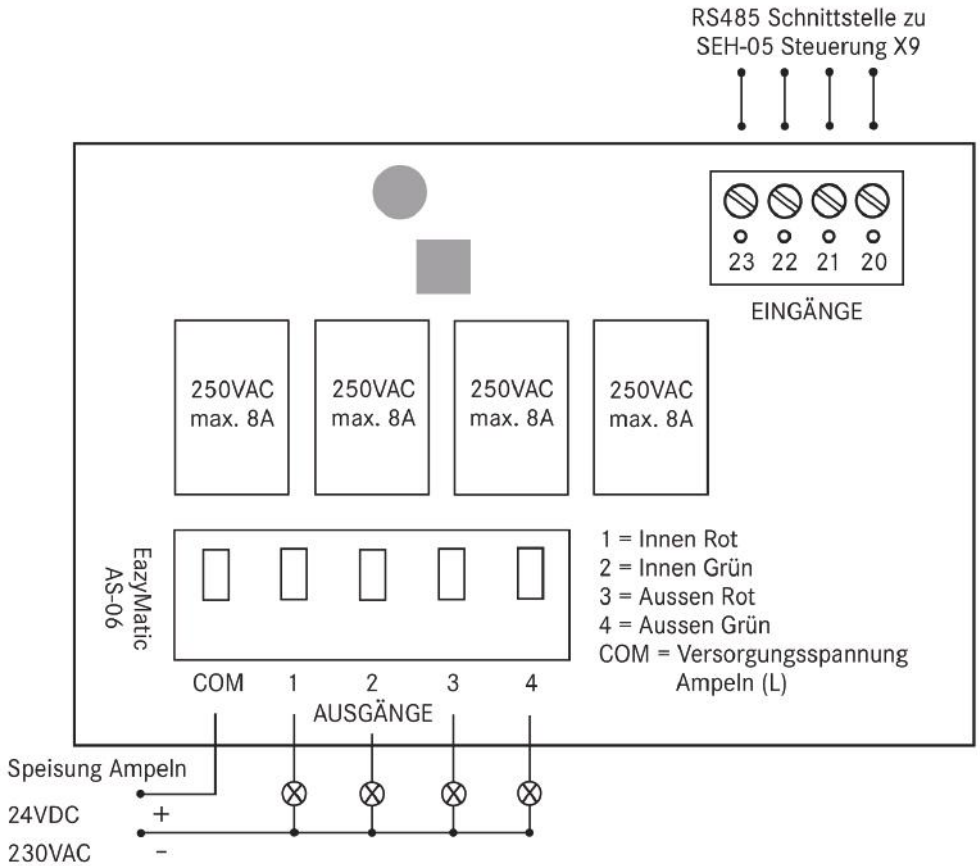 RS485 Schnittstelle zu
SEH-05 Steuerung X9
23 22 21 20
EINGÄNGE
250VAC
max. 8A
250VAC
max. 8A
250VAC
max. 8A
250VAC
max. 8A
EazyMatic
AS-06
1 = Innen Rot
2 = Innen Grün
3 = Aussen Rot
4 = Aussen Grün
COM = Versorgungsspannung
Ampeln (L)
COM 1 2 3 4
AUSGÄNGE
Speisung Ampeln
24VDC +
230VAC -